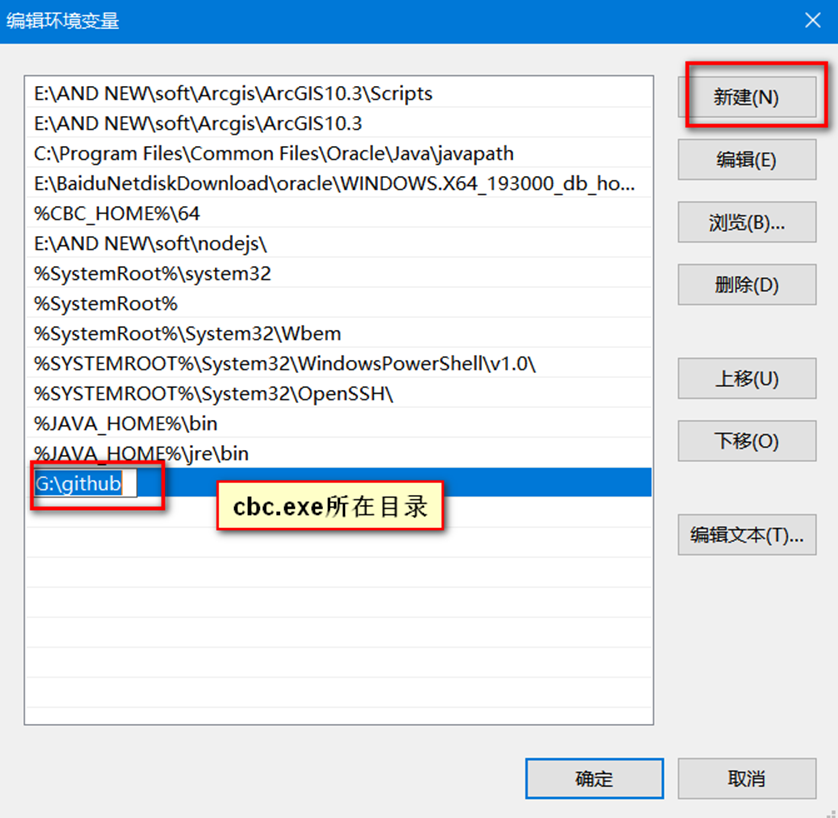 编辑环境变量
E:\AND NEW\soft\Arcgis\ArcGIS10.3\Scripts
新建(N)
E:\AND NEW\soft\Arcgis\ArcGIS10.3
C:\Program Files\Common Files\Oracle\Java\javapath
编辑(E)
E:\BaiduNetdiskDownload\oracle\WINDOWS.X64_193000_db_ho...
%CBC_HOME%\64
浏览(B)...
E:\AND NEW\soft\nodejs\
%SystemRoot%\system32
删除(D)
%SystemRoot%
%SystemRoot%\System32\Wbem
%SYSTEMROOT%\System32\WindowsPowerShell\v1.0\
上移(U)
%SYSTEMROOT%\System32\OpenSSH\
%JAVA_HOME%\bin
下移(O)
%JAVA_HOME%\jre\bin
G:\github
cbc.exe所在目录
编辑文本(T)...
确定
取消